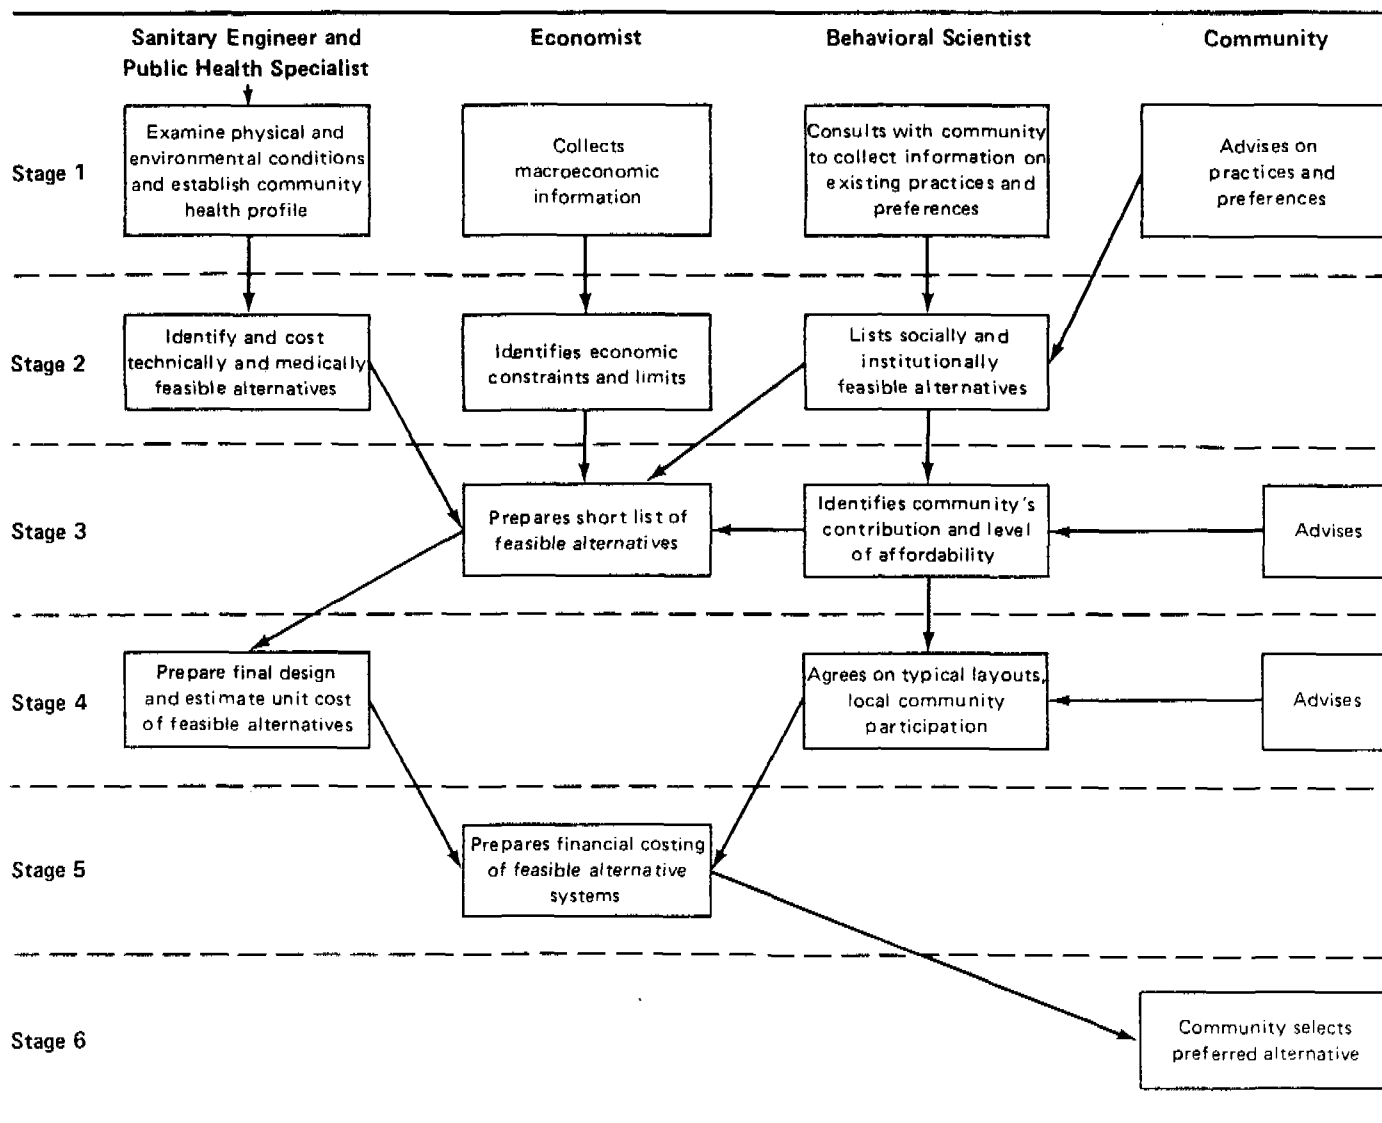 Sanitary Engineer and
Public Health Specialist
Economist
Behavioral Scientist
Community
Stage 1
Examine physical and
environmental conditions
and establish community
health profile
Collects
macroeconomic
information
Consults with community
to collect information on
existing practices and
preferences
Advises on
practices and
preferences
Stage 2
Identify and cost
technically and medically
feasible alternatives
Identifies economic
constraints and limits
Lists socially and
institutionally
feasible alternatives
Stage 3
Prepares short list of
feasible alternatives
Identifies community's
contribution and level
of affordability
Advises
Stage 4
Prepare final design
and estimate unit cost
of feasible alternatives
Agrees on typical layouts,
local community
participation
Advises
Stage 5
Prepares financial costing
of feasible alternative
systems
Stage 6
Community selects
preferred alternative